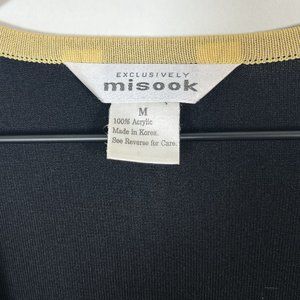 EXCLUSIVELY
misook
M
100% Acrylic
Made in Korea.
See Reverse for Care.